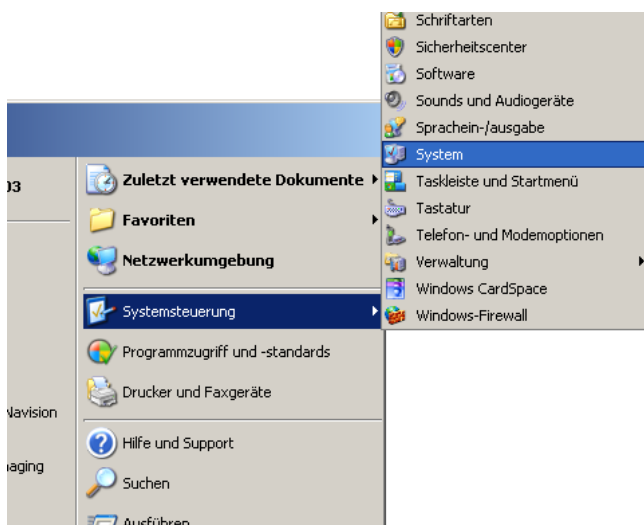 Schriftarten
Sicherheitscenter
Software
Sounds und Audiogeräte
Sprachein-/ausgabe
System
Taskleiste und Startmenü
Tastatur
Telefon- und Modemoptionen
Verwaltung
Windows CardSpace
Windows-Firewall
03
Zuletzt verwendete Dokumente
Favoriten
Netzwerkumgebung
Systemsteuerung
Programmzugriff und -standards
Drucker und Faxgeräte
Navision
Hilfe und Support
aging
Suchen
Ausführen